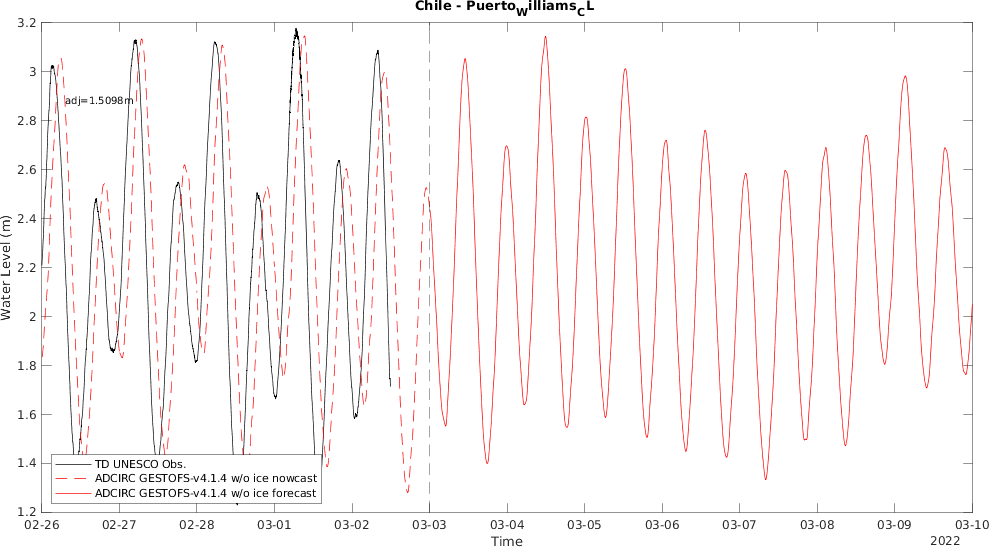 Chile - PuertoWilliamsCL
3.2
3
2.8
2.6
2.4
2.2
2
1.8
1.6
1.4
1.2
Water Level (m)
adj=1.5098m
TD UNESCO Obs.
ADCIRC GESTOFS-v4.1.4 w/o ice nowcast
ADCIRC GESTOFS-v4.1.4 w/o ice forecast
02-26 02-27 02-28 03-01 03-02 03-03 03-04 03-05 03-06 03-07 03-08 03-09 03-10
Time
2022